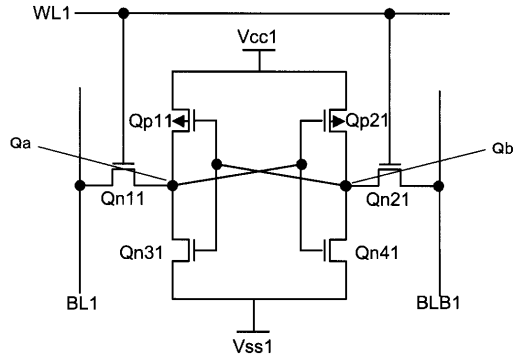 WL1
Vcc1
Qp11
Qp21
Qa
Qb
Qn11
Qn21
Qn31
Qn41
BL1
BLB1
Vss1